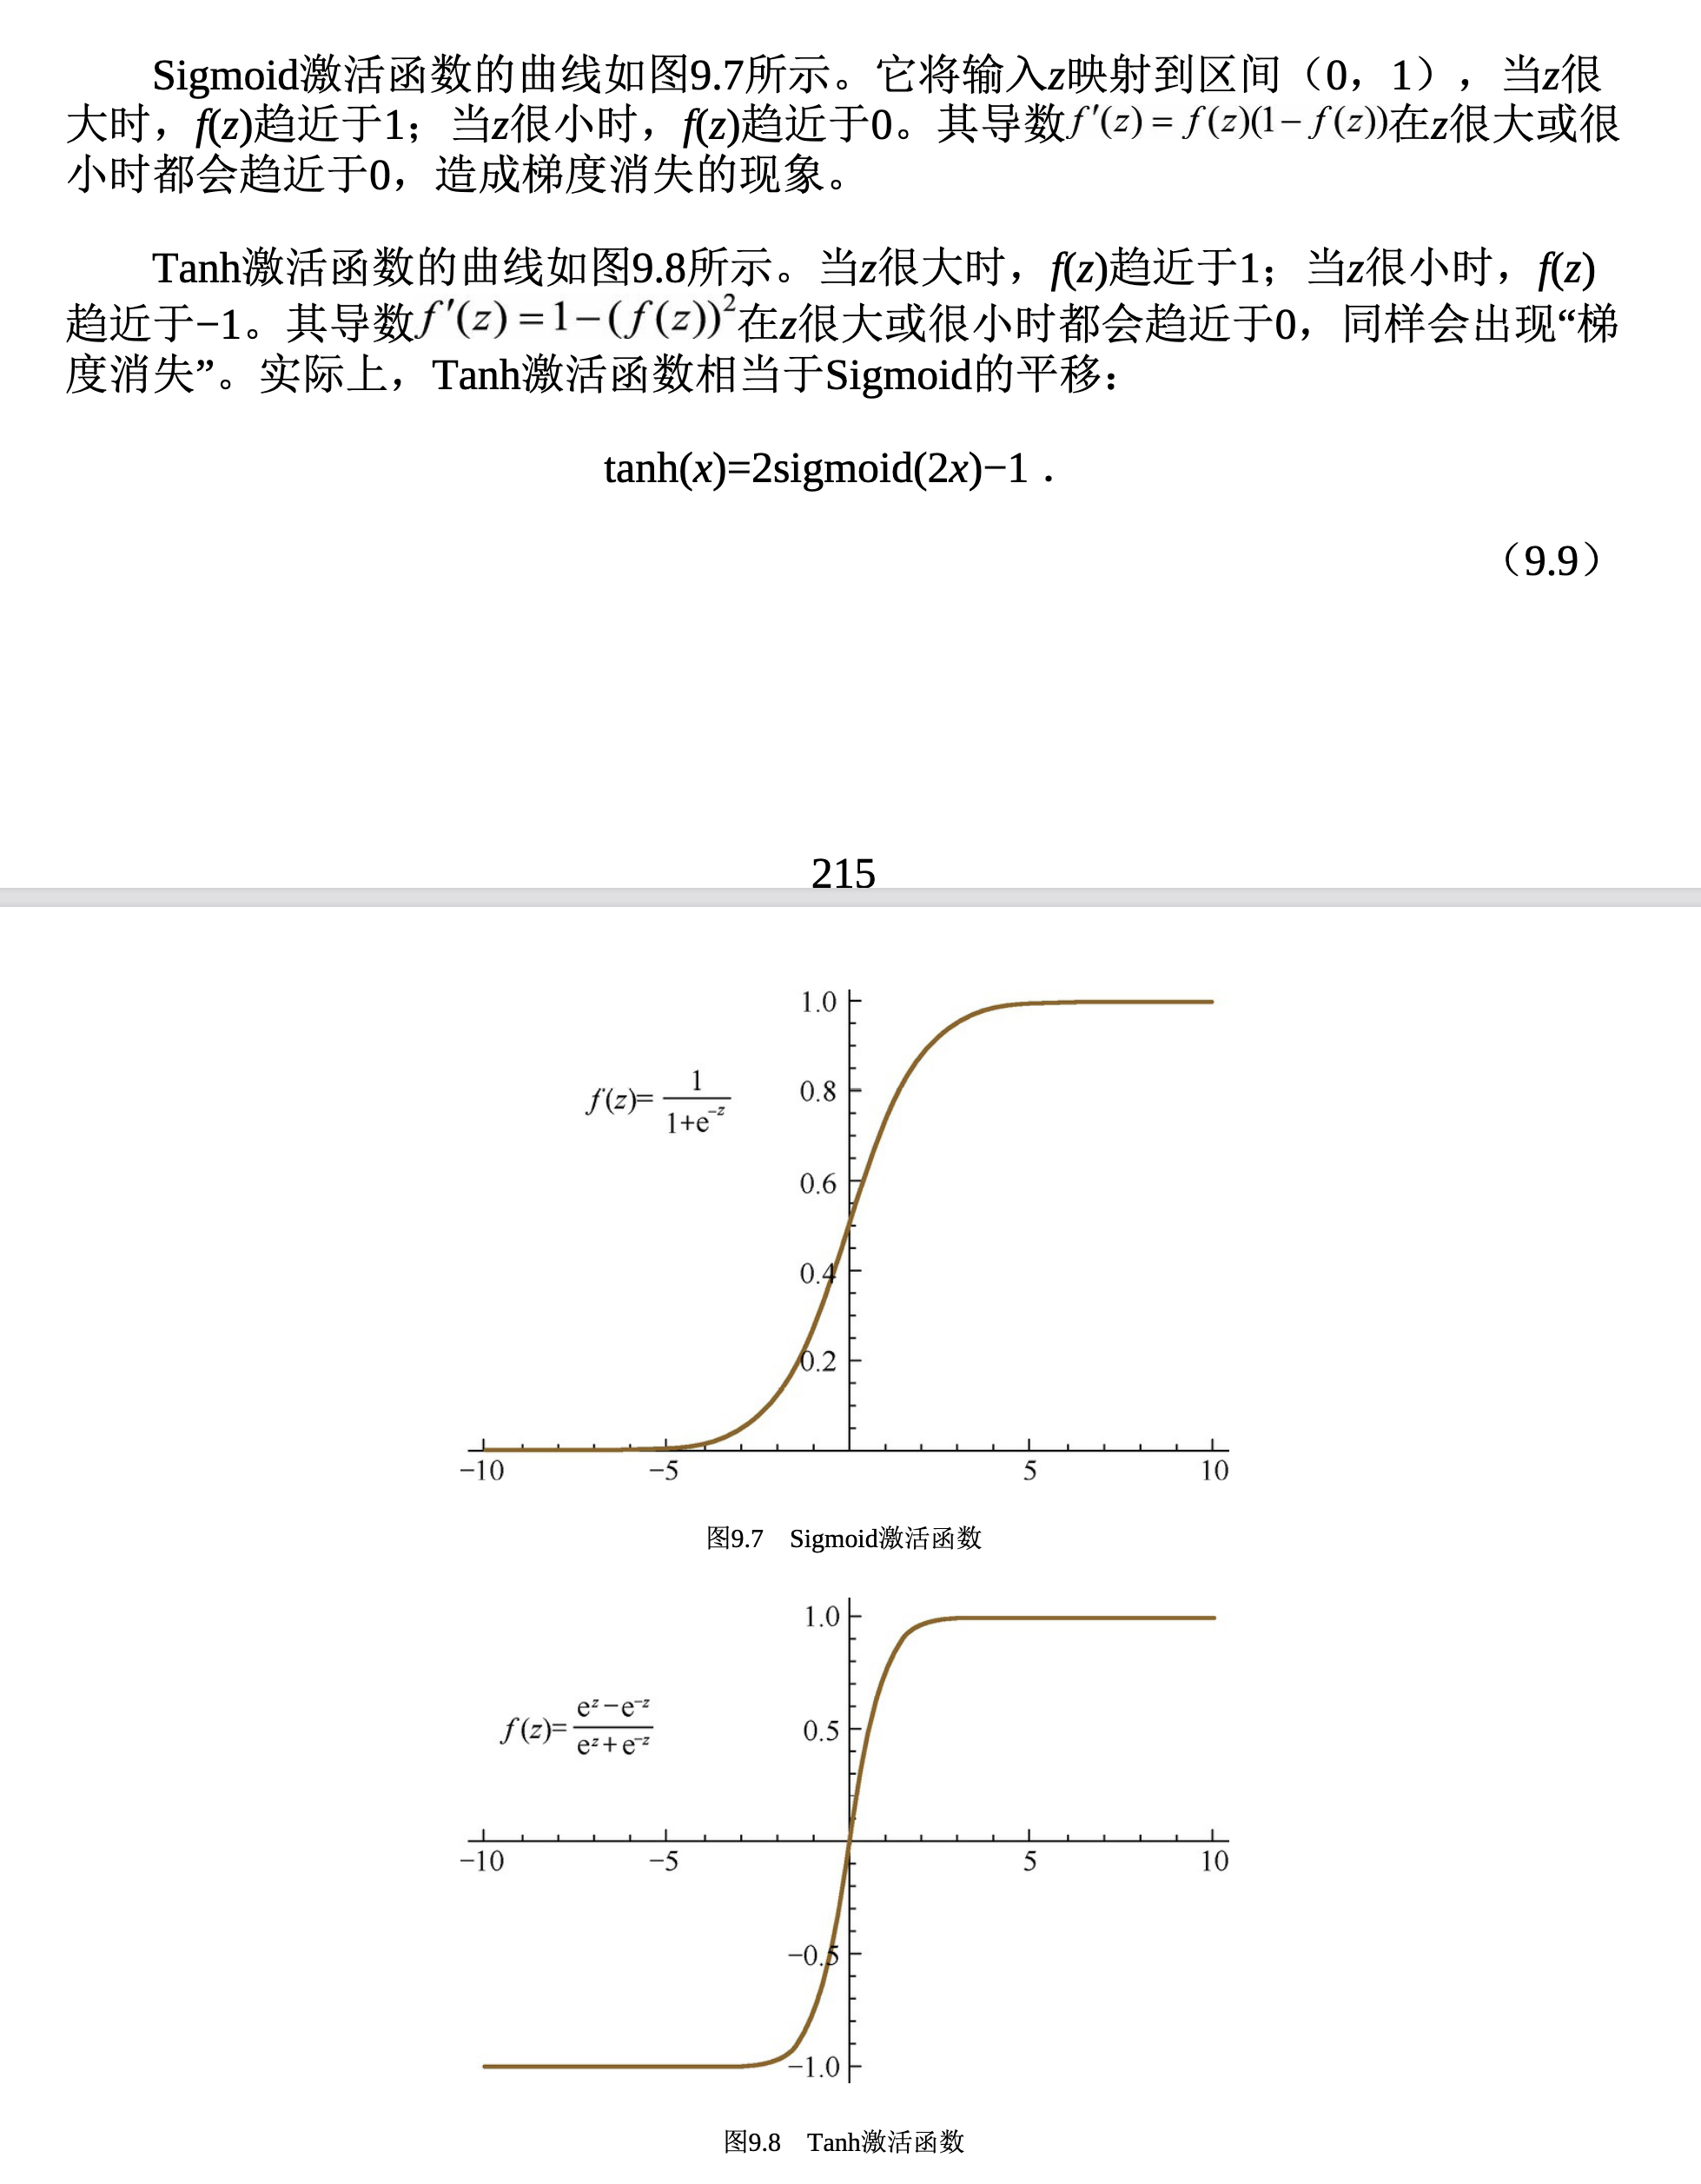 Sigmoid激活函数的曲线如图9.7所示。它将输入z映射到区间（0，1），当z很
大时，f(z)趋近于1；当z很小时，f(z)趋近于0。其导数f′(z) = f(z)(1− f(z))在z很大或很
小时都会趋近于0，造成梯度消失的现象。
Tanh激活函数的曲线如图9.8所示。当z很大时，f(z)趋近于1；当z很小时，f(z)
趋近于−1。其导数f′(z) = 1−(f(z))²在z很大或很小时都会趋近于0，同样会出现“梯
度消失”。实际上，Tanh激活函数相当于Sigmoid的平移：
tanh(x)=2sigmoid(2x)−1 .
（9.9）
215
1.0
f(z)= 1/(1+e^−z)
0.8
0.6
0.4
0.2
−10 −5 5 10
图9.7 Sigmoid激活函数
1.0
f(z)= (e^z−e^−z)/(e^z+e^−z)
0.5
−10 −5 5 10
−0.5
−1.0
图9.8 Tanh激活函数